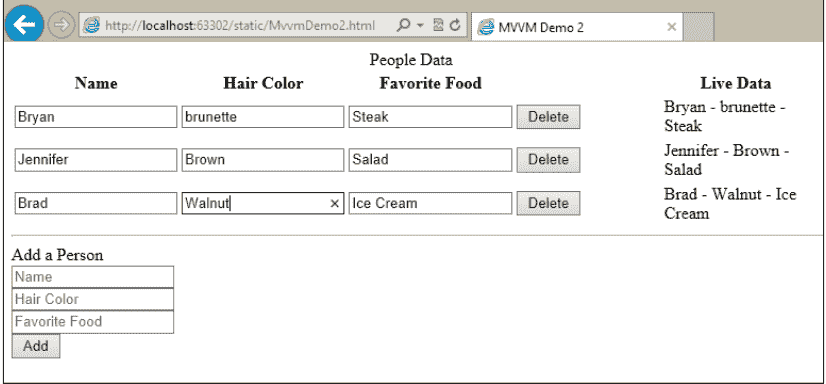 http://localhost:63302/static/MvvmDemo2.html
MVVM Demo 2
People Data
Name Hair Color Favorite Food Live Data
Bryan brunette Steak Delete Bryan - brunette -
Steak
Jennifer Brown Salad Delete Jennifer - Brown -
Salad
Brad Walnut Ice Cream Delete Brad - Walnut - Ice
Cream
Add a Person
Name
Hair Color
Favorite Food
Add